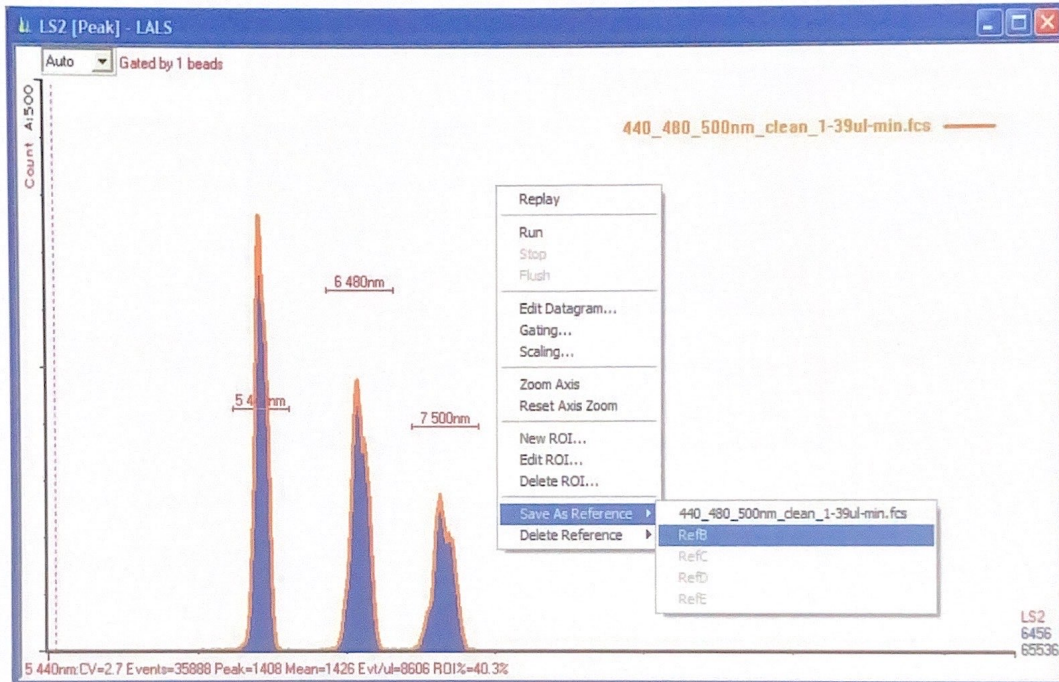 LS2 [Peak] - LALS
Auto Gated by 1 beads
Count A:500
440_480_500nm_clean_1-39ul-min.fcs
6 480nm
5 44
7 500nm
Replay
Run
Stop
Flush
Edit Datagram...
Gating...
Scaling...
Zoom Axis
Reset Axis Zoom
New ROI...
Edit ROI...
Delete ROI...
Save As Reference
Delete Reference
440_480_500nm_clean_1-39ul-min.fcs
RefB
RefC
RefD
RefE
LS2
6456
65536
5 440nm:CV=2.7 Events=35888 Peak=1408 Mean=1426 Evt/ul=8606 ROI%=40.3%